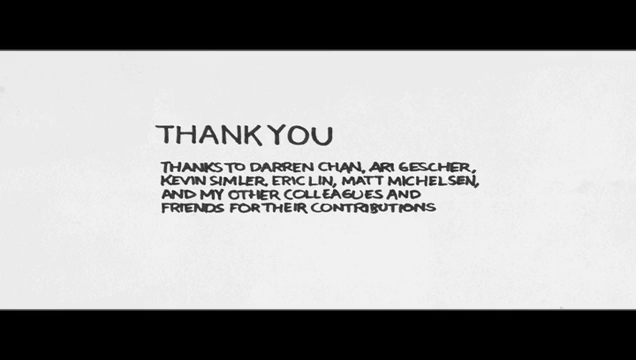 THANK YOU
THANKS TO DARREN CHAN, ARI GESCHER,
KEVIN SIMLER, ERIC LIN, MATT MICHELSEN,
AND MY OTHER COLLEAGUES AND
FRIENDS FOR THEIR CONTRIBUTIONS